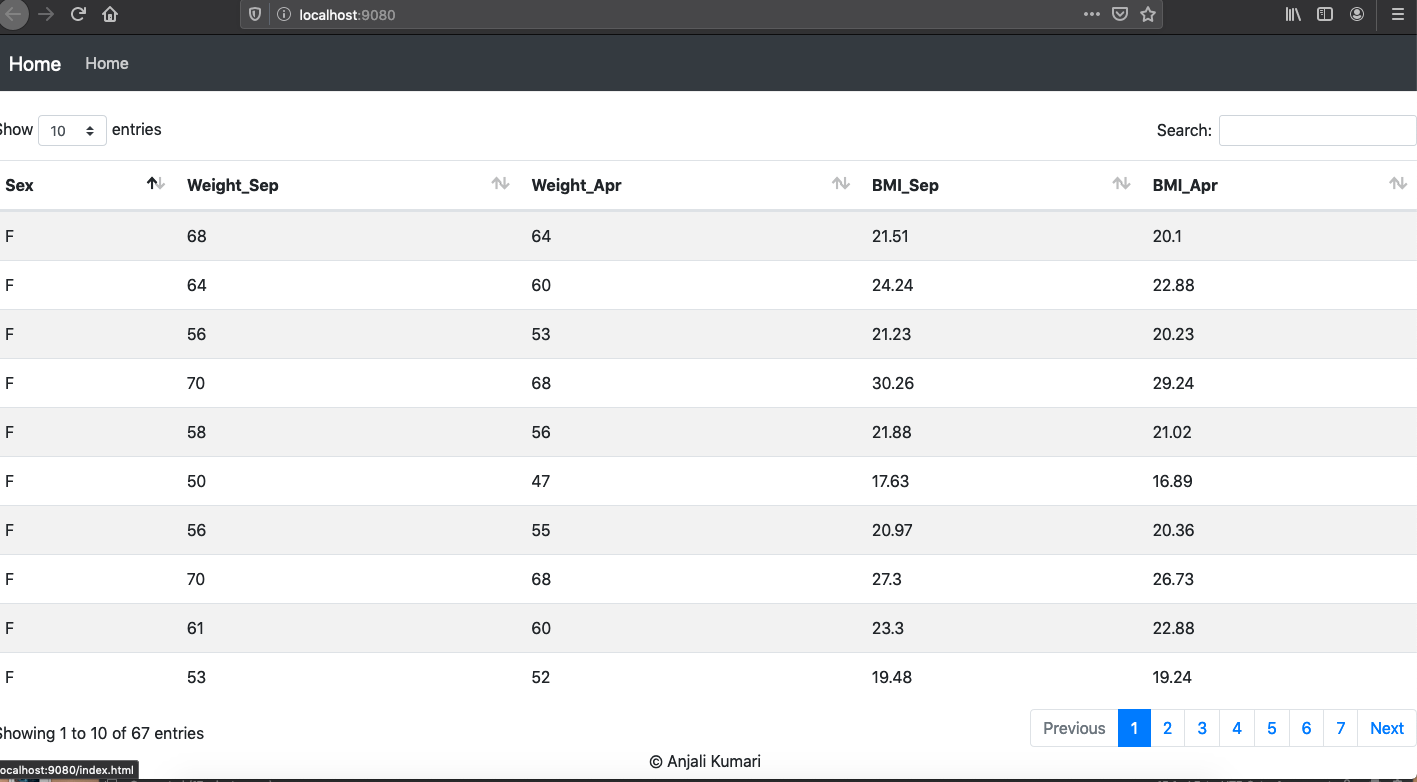 localhost:9080
Home Home
Show 10 entries Search:
Sex Weight_Sep Weight_Apr BMI_Sep BMI_Apr
F 68 64 21.51 20.1
F 64 60 24.24 22.88
F 56 53 21.23 20.23
F 70 68 30.26 29.24
F 58 56 21.88 21.02
F 50 47 17.63 16.89
F 56 55 20.97 20.36
F 70 68 27.3 26.73
F 61 60 23.3 22.88
F 53 52 19.48 19.24
Showing 1 to 10 of 67 entries Previous 1 2 3 4 5 6 7 Next
© Anjali Kumari
localhost:9080/index.html